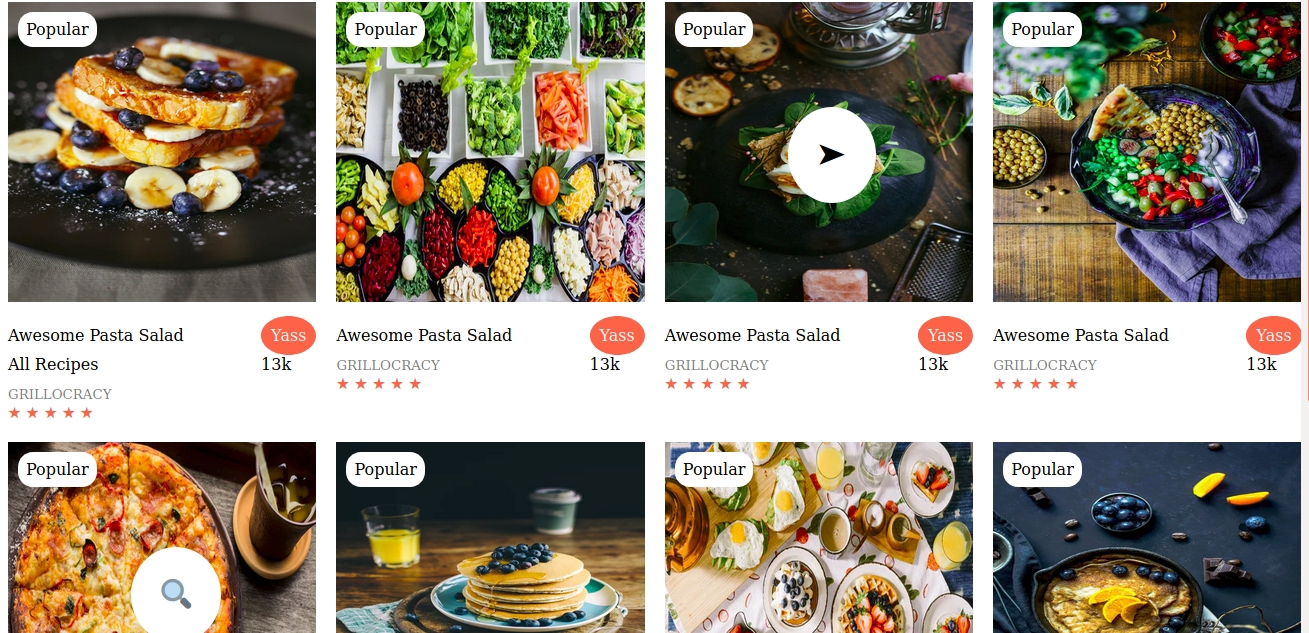 Popular
Popular
Popular
Popular
Awesome Pasta Salad
Yass
All Recipes
13k
GRILLOCRACY
★ ★ ★ ★ ★
Awesome Pasta Salad
Yass
GRILLOCRACY
13k
★ ★ ★ ★ ★
Awesome Pasta Salad
Yass
GRILLOCRACY
13k
★ ★ ★ ★ ★
Awesome Pasta Salad
Yass
GRILLOCRACY
13k
★ ★ ★ ★ ★
Popular
Popular
Popular
Popular